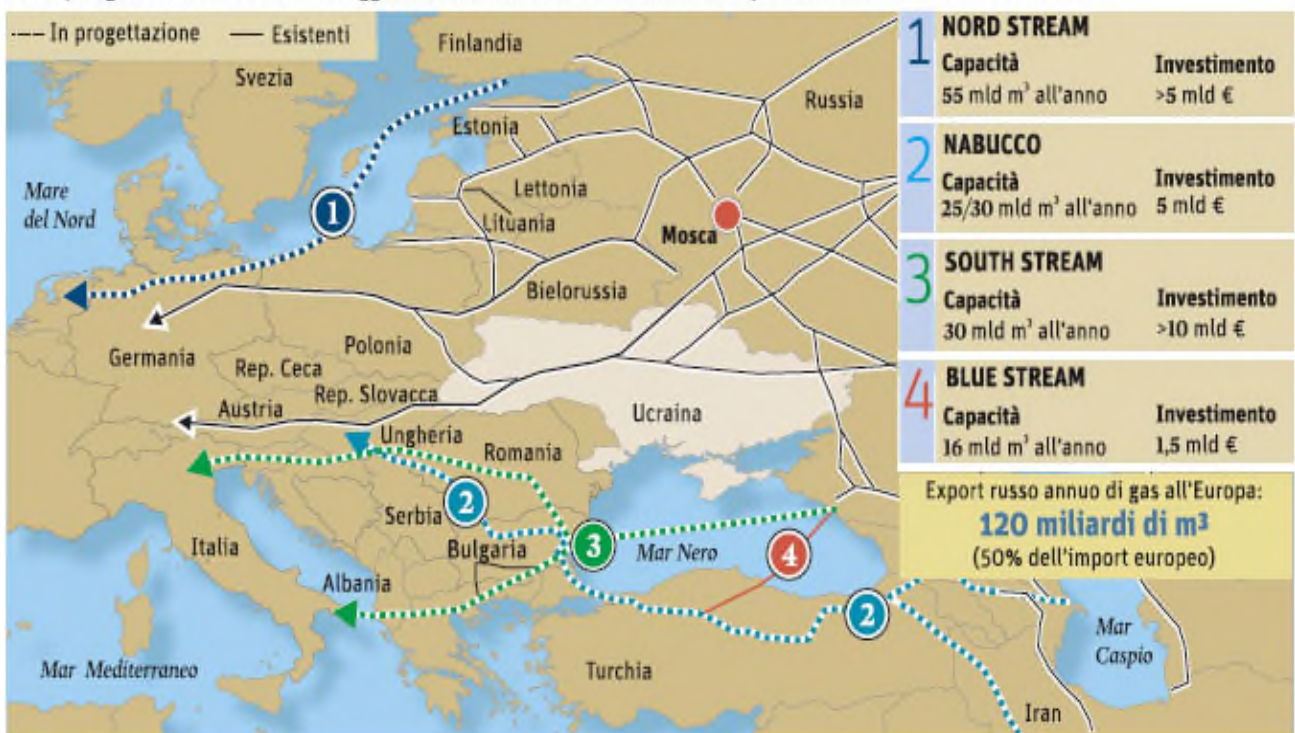 In progettazione
Esistenti
Finlandia
Svezia
Russia
Estonia
Mare
del Nord
Lettonia
Lituania
1
Mosca
Bielorussia
Germania
Polonia
Rep. Ceca
Rep. Slovacca
Austria
Ucraina
Ungheria
Romania
2
Serbia
3
Italia
Bulgaria
Mar Nero
4
Albania
2
Mar
Caspio
Mar Mediterraneo
Turchia
Iran
1 NORD STREAM
Capacità Investimento
55 mld m³ all'anno >5 mld €
2 NABUCCO
Capacità Investimento
25/30 mld m³ all'anno 5 mld €
3 SOUTH STREAM
Capacità Investimento
30 mld m³ all'anno >10 mld €
4 BLUE STREAM
Capacità Investimento
16 mld m³ all'anno 1,5 mld €
Export russo annuo di gas all'Europa:
120 miliardi di m³
(50% dell'import europeo)